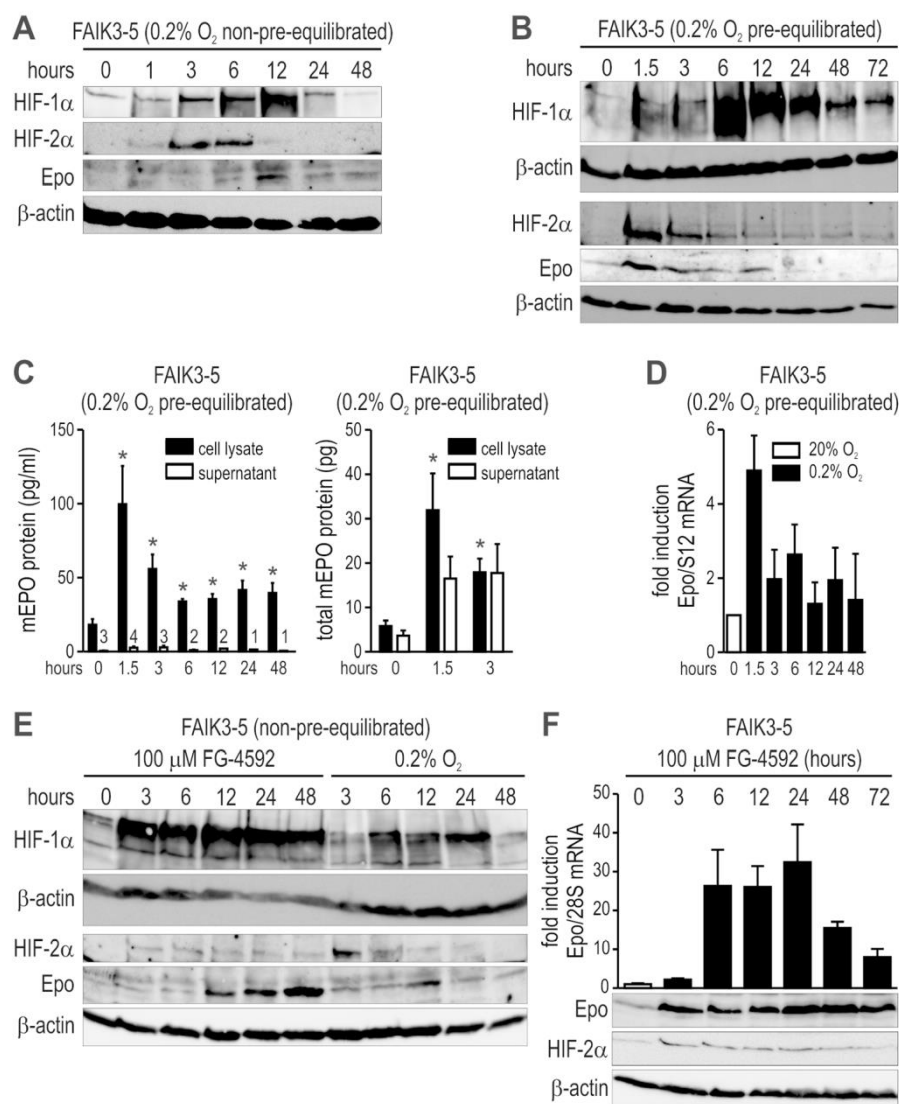 A
FAIK3-5 (0.2% O₂ non-pre-equilibrated)
hours 0 1 3 6 12 24 48
HIF-1α
HIF-2α
Epo
β-actin
B
FAIK3-5 (0.2% O₂ pre-equilibrated)
hours 0 1.5 3 6 12 24 48 72
HIF-1α
β-actin
HIF-2α
Epo
β-actin
C
FAIK3-5
(0.2% O₂ pre-equilibrated)
mEPO protein (pg/ml)
150
100
50
0
cell lysate
supernatant
* * * * * *
3 4 3 2 2 1 1
hours 0 1.5 3 6 12 24 48
FAIK3-5
(0.2% O₂ pre-equilibrated)
total mEPO protein (pg)
50
40
30
20
10
0
cell lysate
supernatant
* *
hours 0 1.5 3
D
FAIK3-5
(0.2% O₂ pre-equilibrated)
fold induction
Epo/S12 mRNA
6
4
2
0
20% O₂
0.2% O₂
hours 0 1.5 3 6 12 24 48
E
FAIK3-5 (non-pre-equilibrated)
100 μM FG-4592 0.2% O₂
hours 0 3 6 12 24 48 3 6 12 24 48
HIF-1α
β-actin
HIF-2α
Epo
β-actin
F
FAIK3-5
100 μM FG-4592 (hours)
0 3 6 12 24 48 72
fold induction
Epo/28S mRNA
50
40
30
20
10
0
Epo
HIF-2α
β-actin